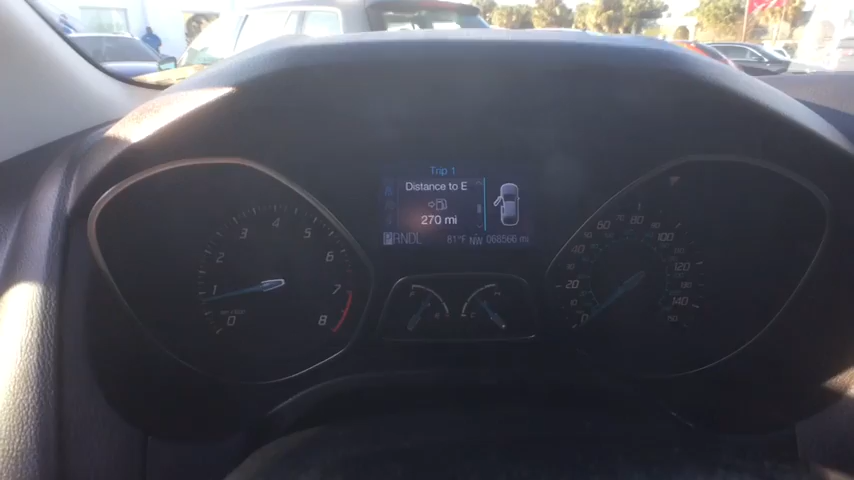 Trip 1
Distance to E
270 mi
PRNDL 81°F NW 068566 mi
0 1 2 3 4 5 6 7 8
0 20 40 60 80 100 120 140